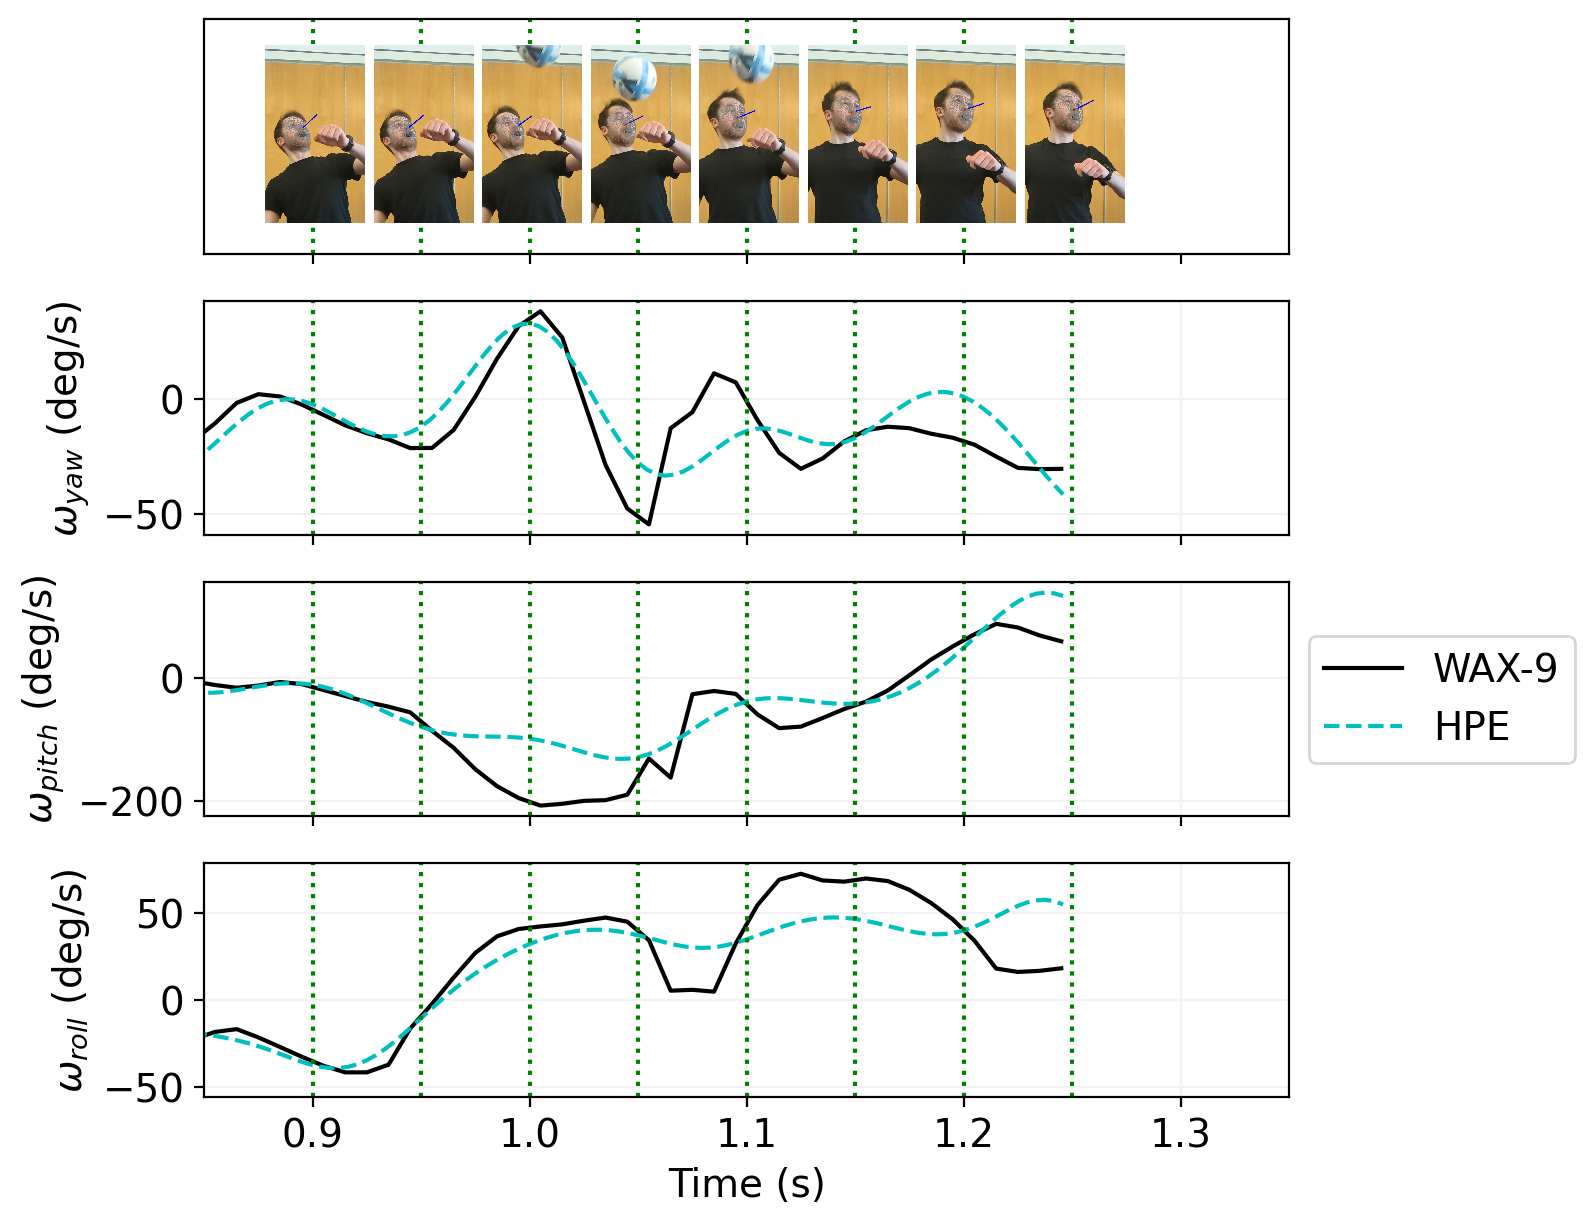 ω_yaw (deg/s)
0
−50
ω_pitch (deg/s)
0
−200
ω_roll (deg/s)
50
0
−50
0.9 1.0 1.1 1.2 1.3
Time (s)
WAX-9
HPE